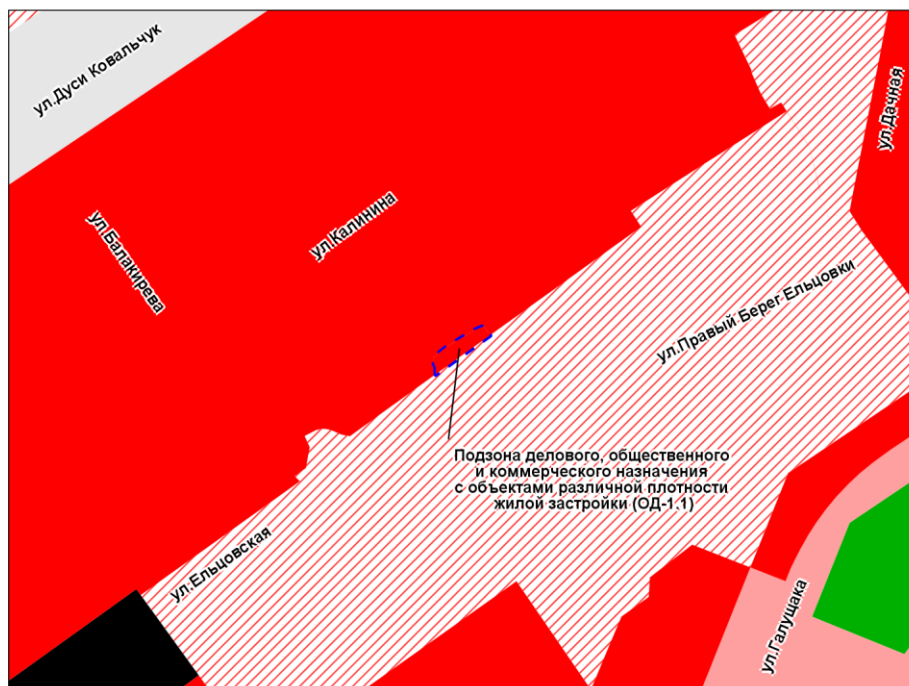 ул.Дуси Ковальчук
ул.Дачная
ул.Балакирева
ул.Калинина
ул.Правый Берег Ельцовки
Подзона делового, общественного
и коммерческого назначения
с объектами различной плотности
жилой застройки (ОД-1.1)
ул.Ельцовская
ул.Галущака